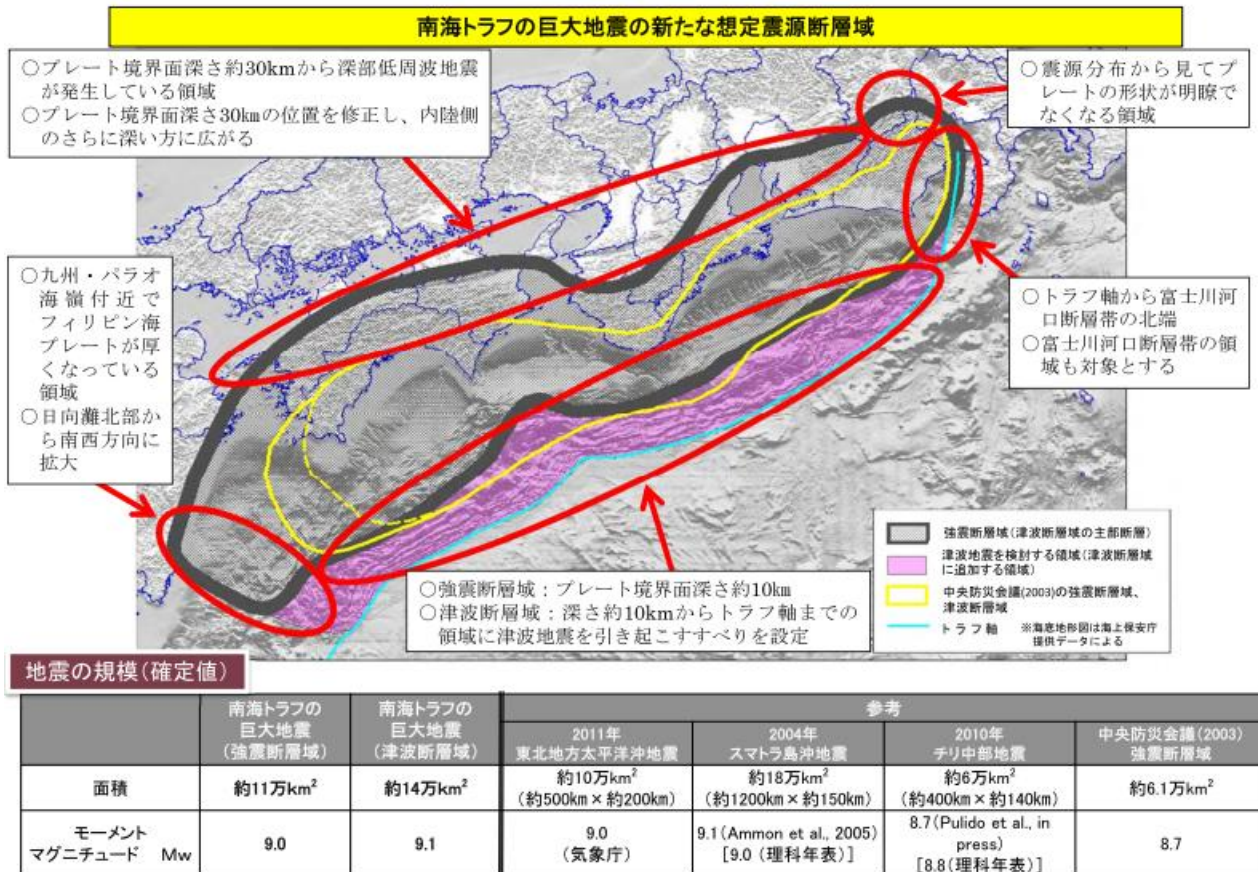 南海トラフの巨大地震の新たな想定震源断層域
○プレート境界面深さ約30kmから深部低周波地震
が発生している領域
○プレート境界面深さ30kmの位置を修正し、内陸側
のさらに深い方に広がる
○震源分布から見てプ
レートの形状が明瞭で
なくなる領域
○九州・パラオ
海嶺付近で
フィリピン海
プレートが厚
くなっている
領域
○日向灘北部か
ら南西方向に
拡大
○トラフ軸から富士川河
口断層帯の北端
○富士川河口断層帯の領
域も対象とする
○強震断層域：プレート境界面深さ約10km
○津波断層域：深さ約10kmからトラフ軸までの
領域に津波地震を引き起こすすべりを設定
強震断層域(津波断層域の主部断層)
津波地震を検討する領域(津波断層域
に追加する領域)
中央防災会議(2003)の強震断層域、
津波断層域
トラフ軸 ※海底地形図は海上保安庁
提供データによる
地震の規模(確定値)
南海トラフの
巨大地震
(強震断層域)
南海トラフの
巨大地震
(津波断層域)
参考
2011年
東北地方太平洋沖地震
2004年
スマトラ島沖地震
2010年
チリ中部地震
中央防災会議(2003)
強震断層域
面積
約11万km²
約14万km²
約10万km²
(約500km×約200km)
約18万km²
(約1200km×約150km)
約6万km²
(約400km×約140km)
約6.1万km²
モーメント
マグニチュード Mw
9.0
9.1
9.0
(気象庁)
9.1(Ammon et al., 2005)
[9.0 (理科年表)]
8.7(Pulido et al., in
press)
[8.8(理科年表)]
8.7